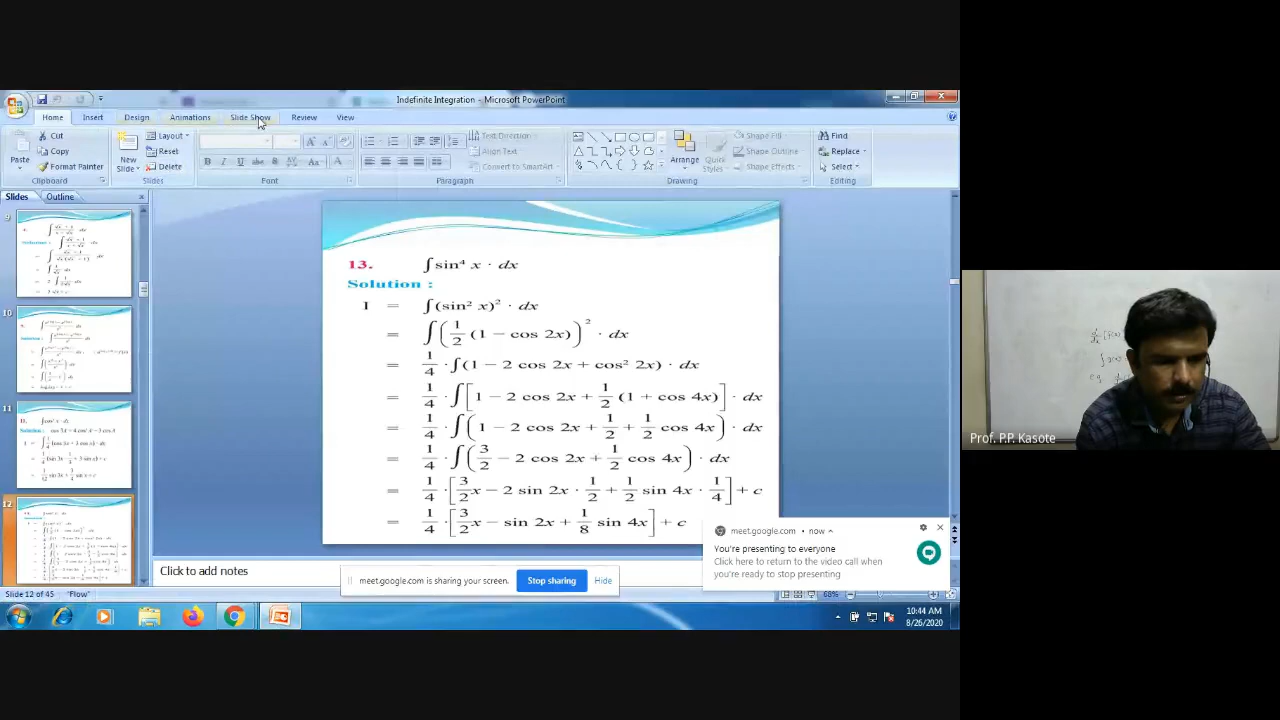 Indefinite Integration - Microsoft PowerPoint
Home Insert Design Animations Slide Show Review View
Cut
Copy
Format Painter
Paste
Clipboard
New Slide
Layout
Reset
Delete
Slides
Font
Text Direction
Align Text
Convert to SmartArt
Paragraph
Arrange
Quick Styles
Shape Fill
Shape Outline
Shape Effects
Drawing
Find
Replace
Select
Editing
Slides Outline
9
10
11
12
13. ∫ sin⁴ x · dx
Solution :
I = ∫ (sin² x)² · dx
= ∫ (1/2 (1 − cos 2x))² · dx
= 1/4 · ∫ (1 − 2 cos 2x + cos² 2x) · dx
= 1/4 · ∫ [1 − 2 cos 2x + 1/2 (1 + cos 4x)] · dx
= 1/4 · ∫ (1 − 2 cos 2x + 1/2 + 1/2 cos 4x) · dx
= 1/4 · ∫ (3/2 − 2 cos 2x + 1/2 cos 4x) · dx
= 1/4 · [3/2 x − 2 sin 2x · 1/2 + 1/2 sin 4x · 1/4] + c
= 1/4 · [3/2 x − sin 2x + 1/8 sin 4x] + c
Click to add notes
meet.google.com is sharing your screen.
Stop sharing
Hide
meet.google.com • now
You're presenting to everyone
Click here to return to the video call when
you're ready to stop presenting
Slide 12 of 45
"Flow"
68%
10:44 AM
8/26/2020
Prof. P.P. Kasote